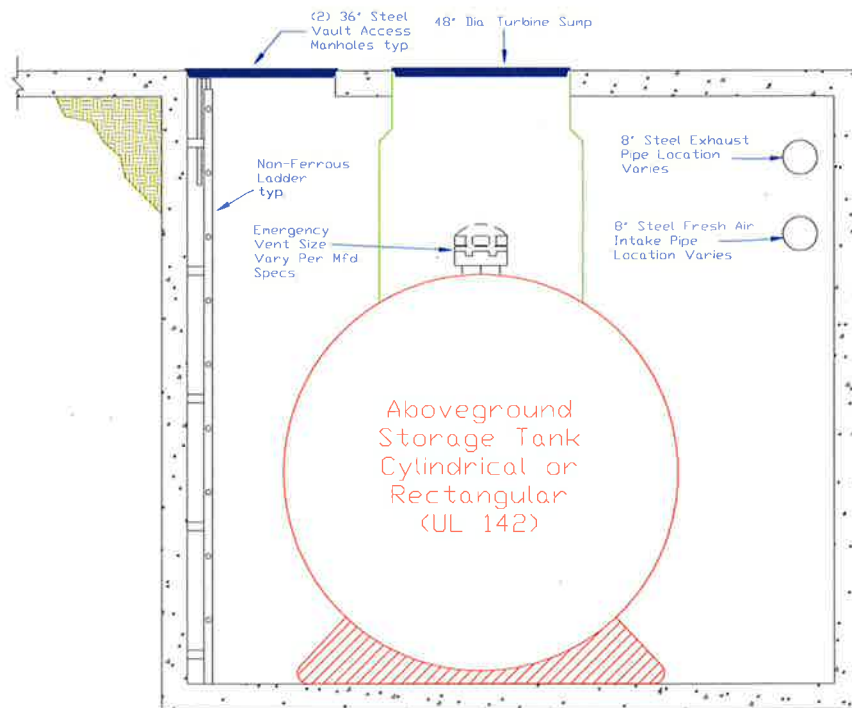 (2) 36" Steel
Vault Access
Manholes typ
48" Dia Turbine Sump
8" Steel Exhaust
Pipe Location
Varies
Non-Ferrous
Ladder
typ
Emergency
Vent Size
Vary Per Mfd
Specs
8" Steel Fresh Air
Intake Pipe
Location Varies
Aboveground
Storage Tank
Cylindrical or
Rectangular
(UL 142)